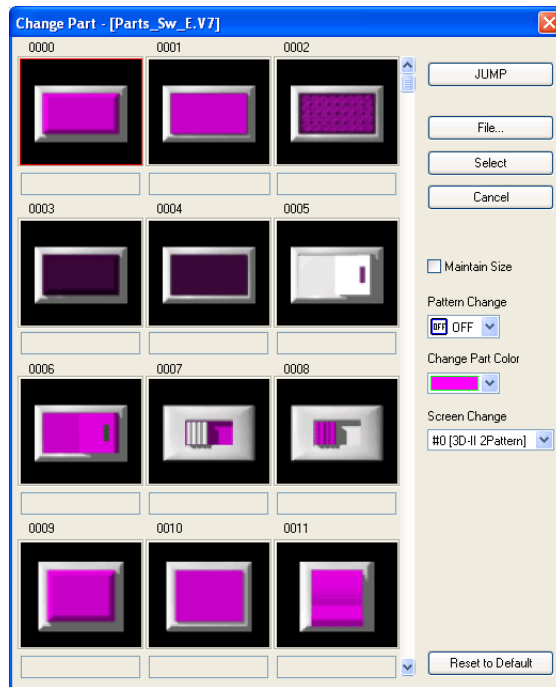 Change Part - [Parts_Sw_E.V7]
0000 0001 0002
JUMP
File...
Select
Cancel
0003 0004 0005
Maintain Size
Pattern Change
OFF OFF
Change Part Color
Screen Change
#0 [3D-II 2Pattern]
0006 0007 0008
0009 0010 0011
Reset to Default